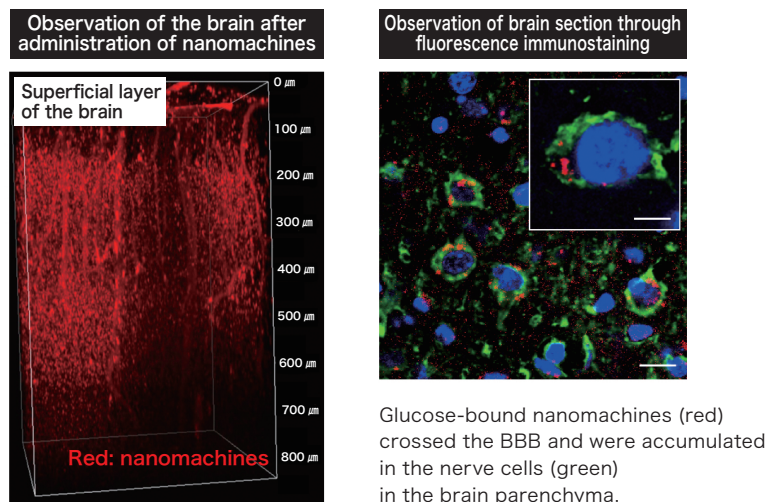 Observation of the brain after
administration of nanomachines
Superficial layer
of the brain
0 μm
100 μm
200 μm
300 μm
400 μm
500 μm
600 μm
700 μm
800 μm
Red: nanomachines
Observation of brain section through
fluorescence immunostaining
Glucose-bound nanomachines (red)
crossed the BBB and were accumulated
in the nerve cells (green)
in the brain parenchyma.